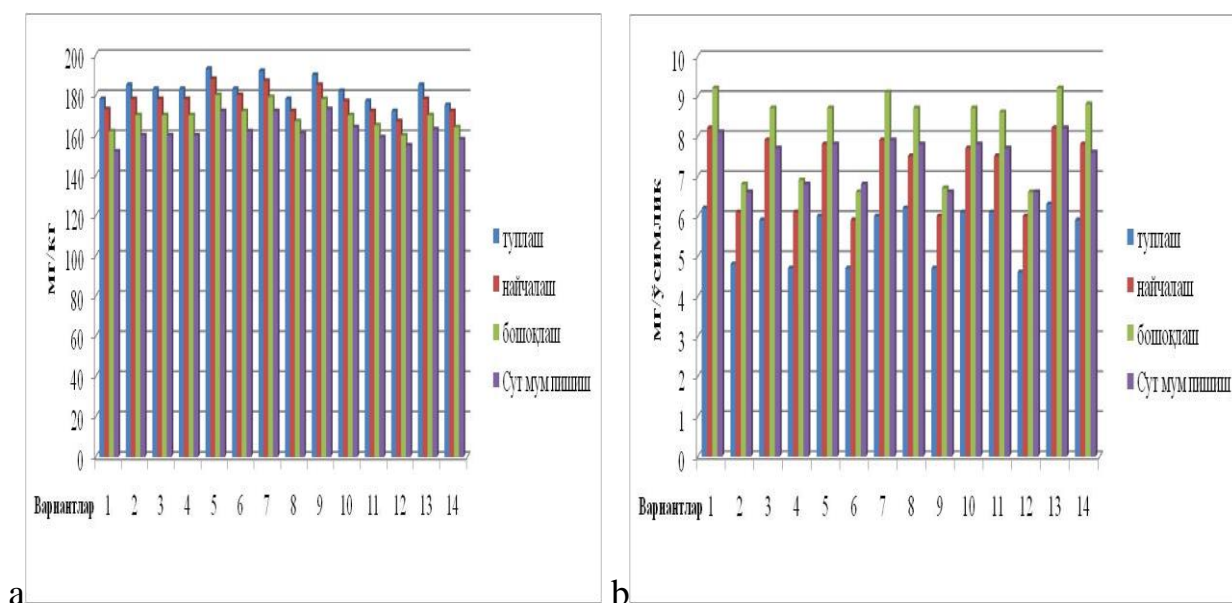 200
180
160
140
120
100
80
60
40
20
0
МГ/КГ
Вариантлар 1 2 3 4 5 6 7 8 9 10 11 12 13 14
туплаш
найчалаш
бошоқлаш
Сут мум пишиш
a
10
9
8
7
6
5
4
3
2
1
0
МГ/ЎСИМЛИК
Вариантлар 1 2 3 4 5 6 7 8 9 10 11 12 13 14
туплаш
найчалаш
бошоқлаш
Сут мум пишиш
b